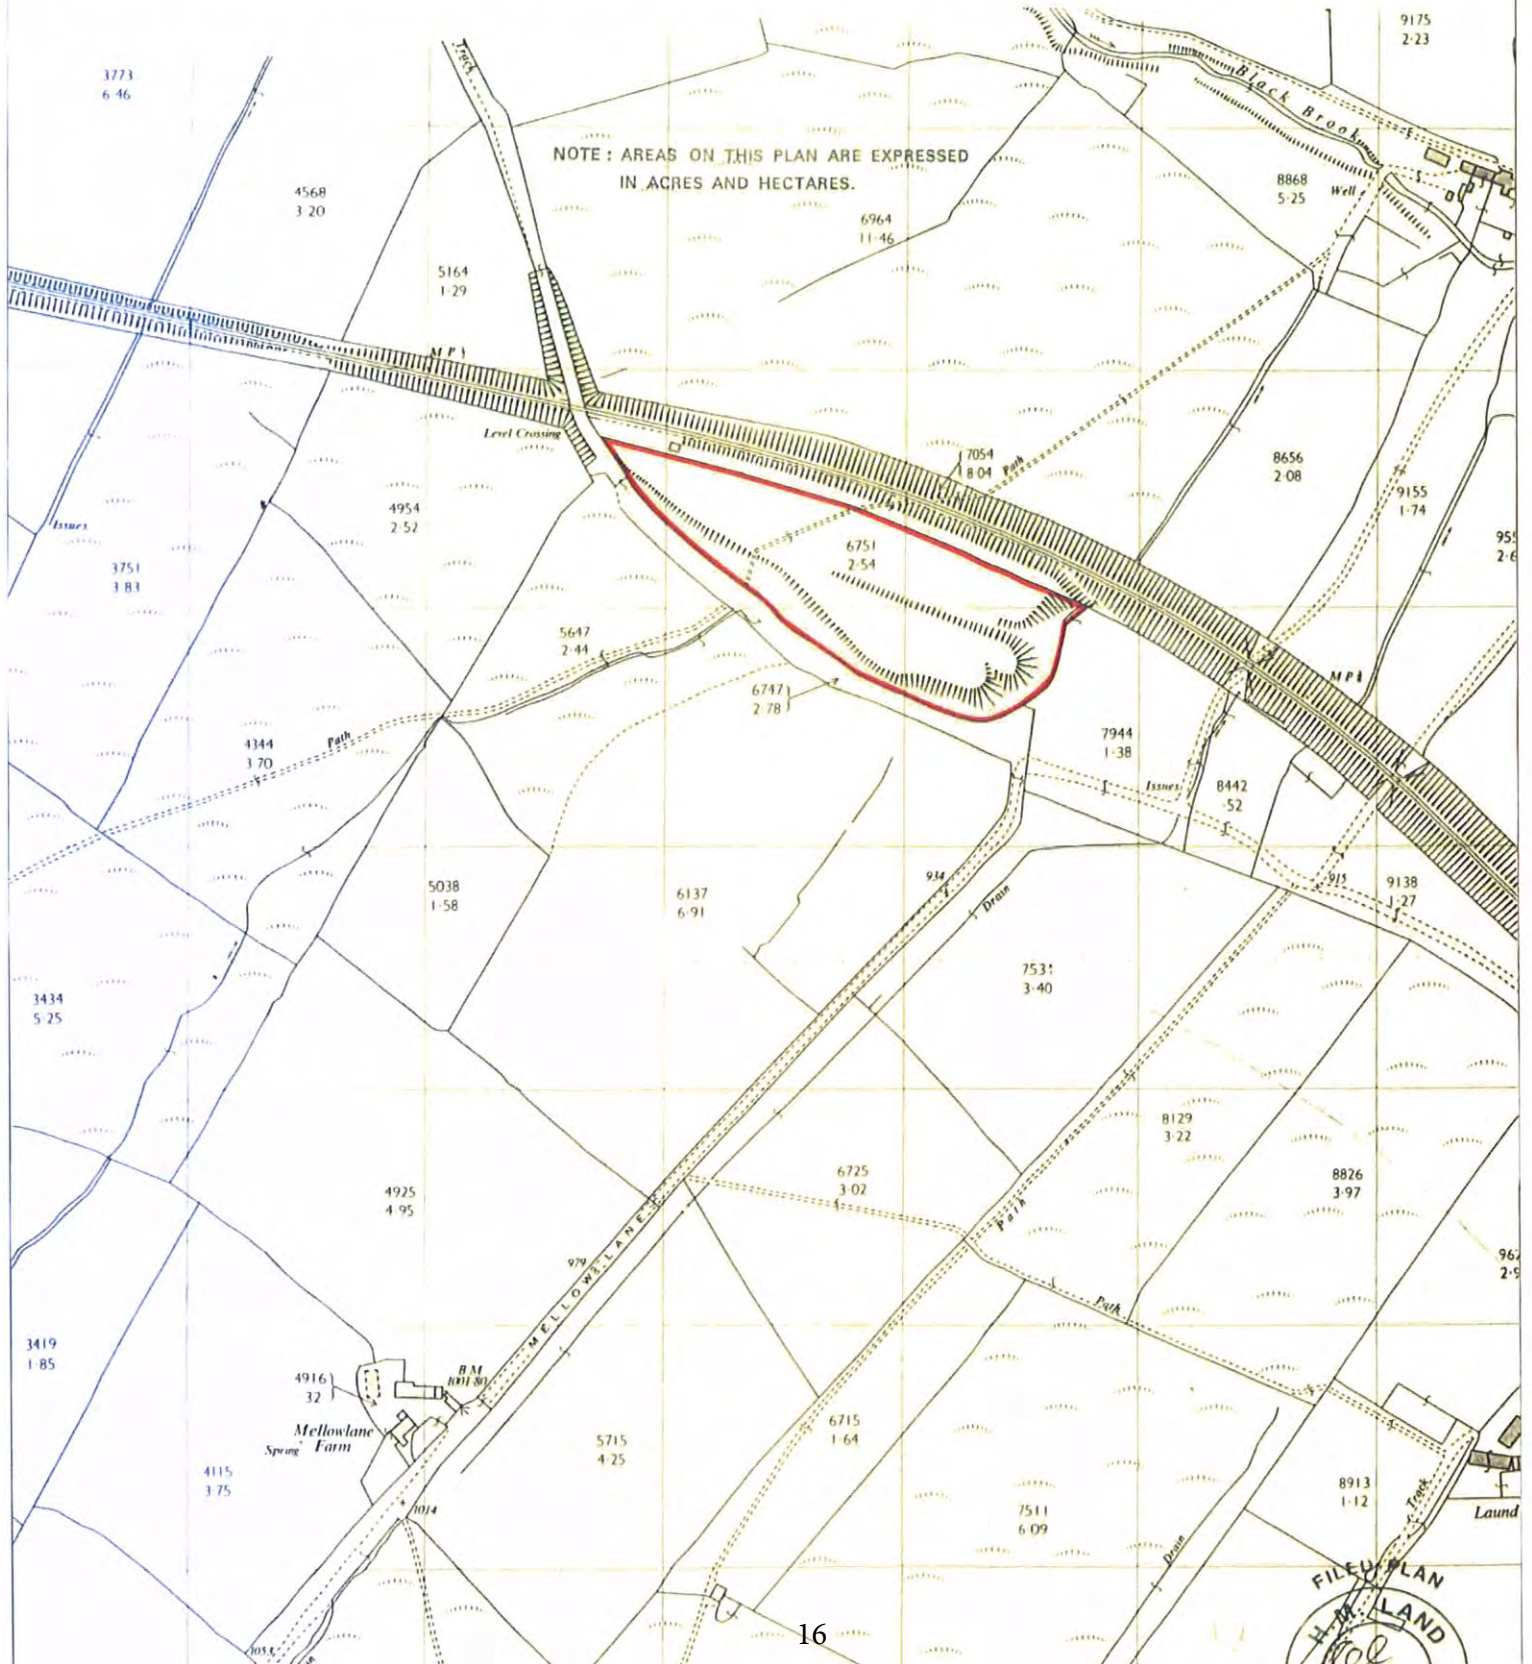 9175
2·23
Track
3773
6·46
Black Brook
NOTE : AREAS ON THIS PLAN ARE EXPRESSED
IN ACRES AND HECTARES.
4568
3·20
8868
5·25
Well
6964
11·46
5164
1·29
M P
Level Crossing
7054
8·04
Path
8656
2·08
9155
1·74
4954
2·52
Issues
3751
3·83
6751
2·54
5647
2·44
6747
2·78
M P
4344
3·70
Path
7944
1·38
Issues
8442
·52
934
Drain
915
9138
1·27
5038
1·58
6137
6·91
7531
3·40
3434
5·25
8129
3·22
6725
3·02
8826
3·97
4925
4·95
Path
979
MELLOW LANE
Path
3419
1·85
4916
32
B M
1001·80
Mellowlane
Farm
Spring
6715
1·64
5715
4·25
4115
3·75
8913
1·12
Track
Laund
7511
6·09
1014
Drain
FILED PLAN
H.M. LAND
16
1053